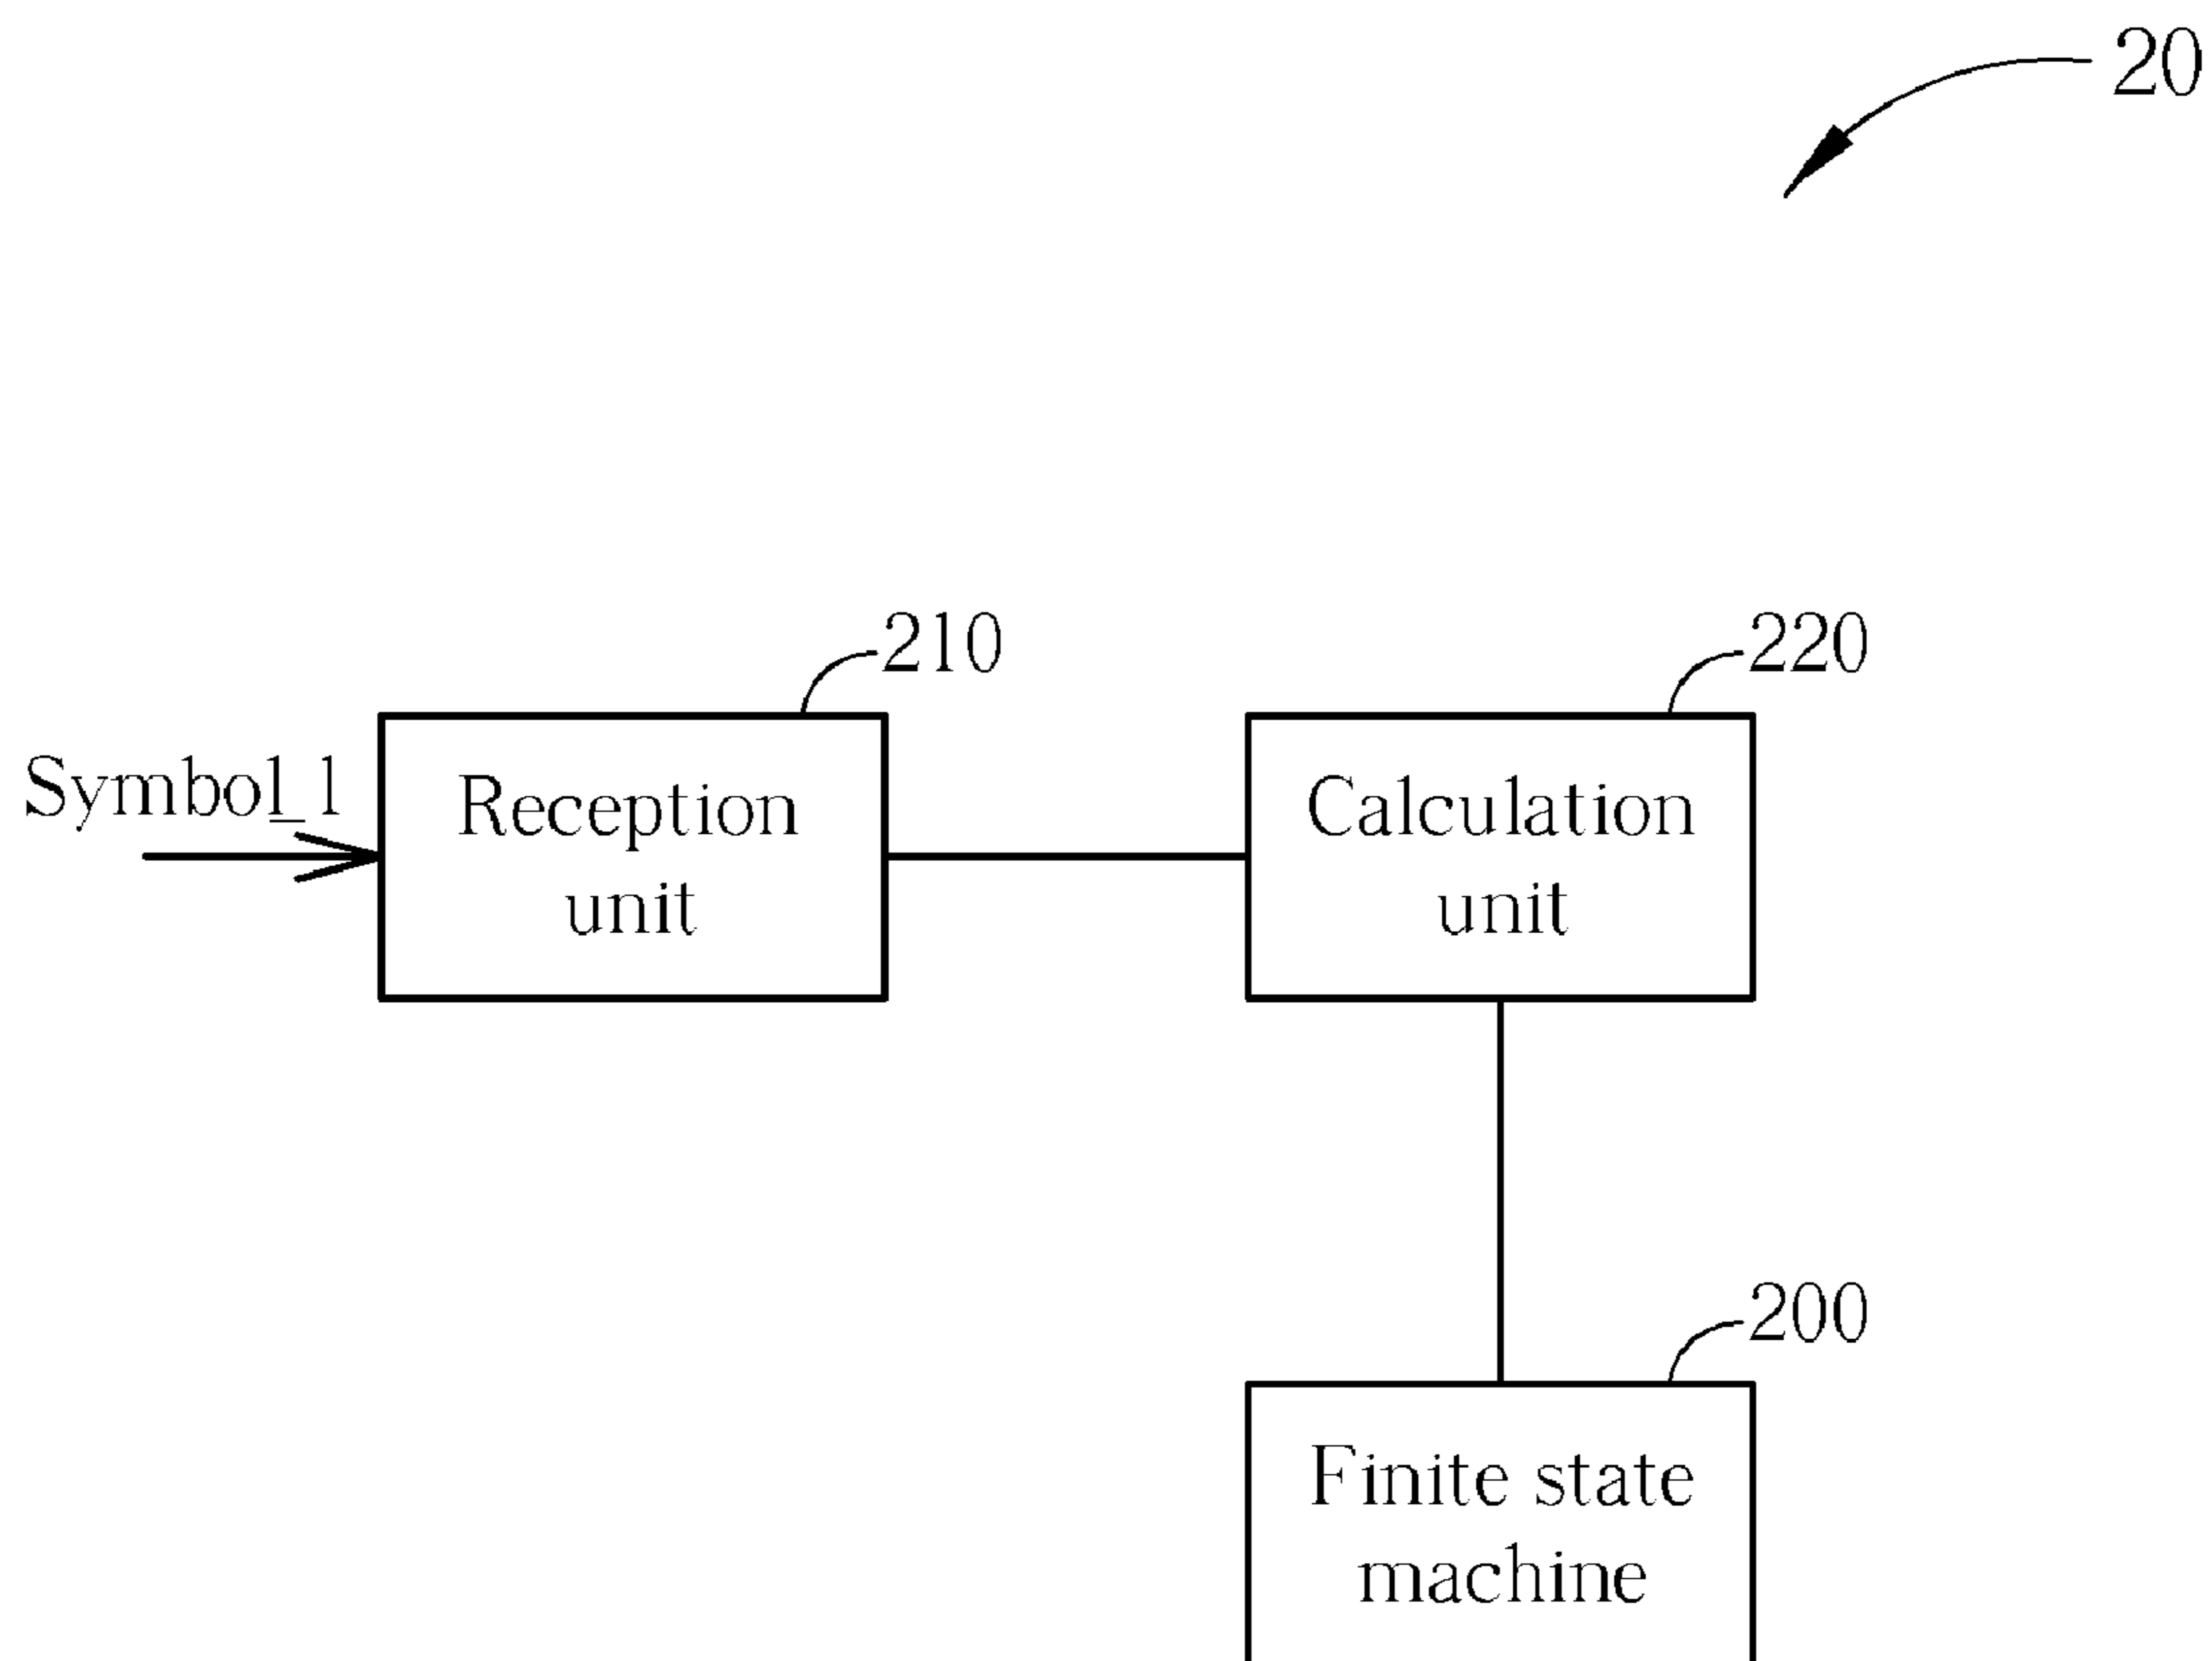 20
210
220
Symbol_1
Reception
unit
Calculation
unit
200
Finite state
machine